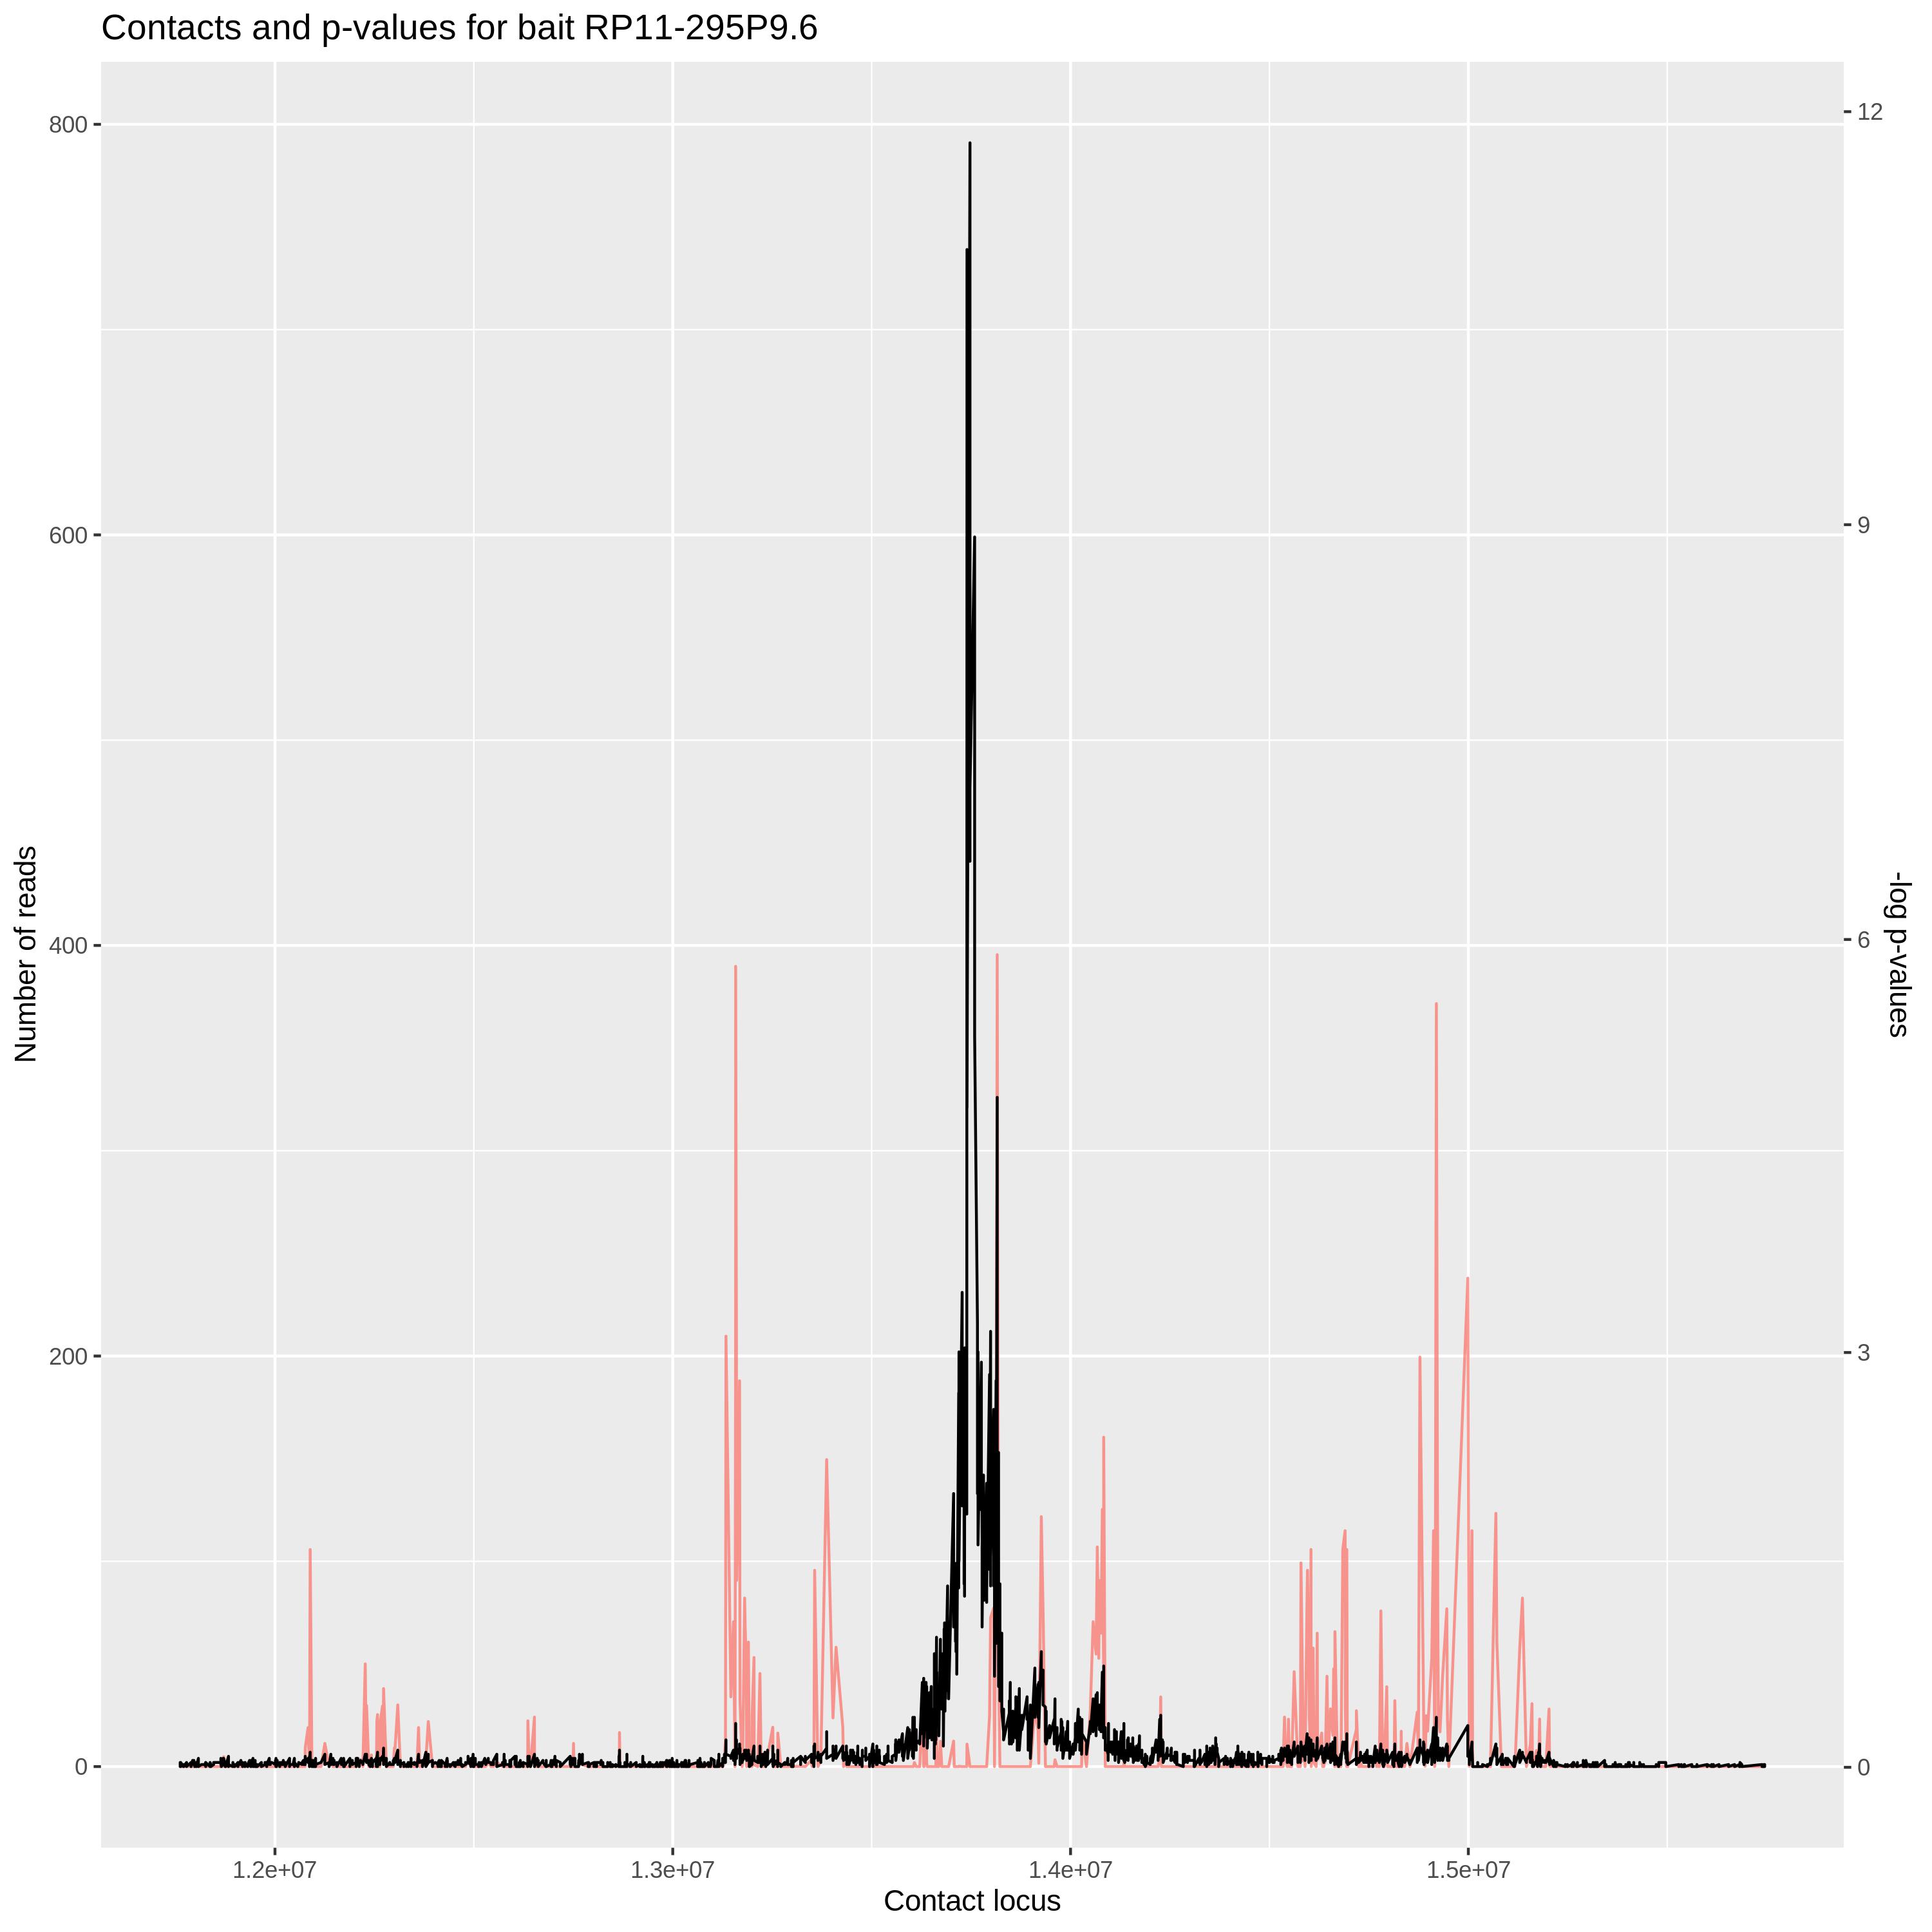 Contacts and p-values for bait RP11-295P9.6
800
600
400
200
0
Number of reads
12
9
6
3
0
-log p-values
1.2e+07
1.3e+07
1.4e+07
1.5e+07
Contact locus